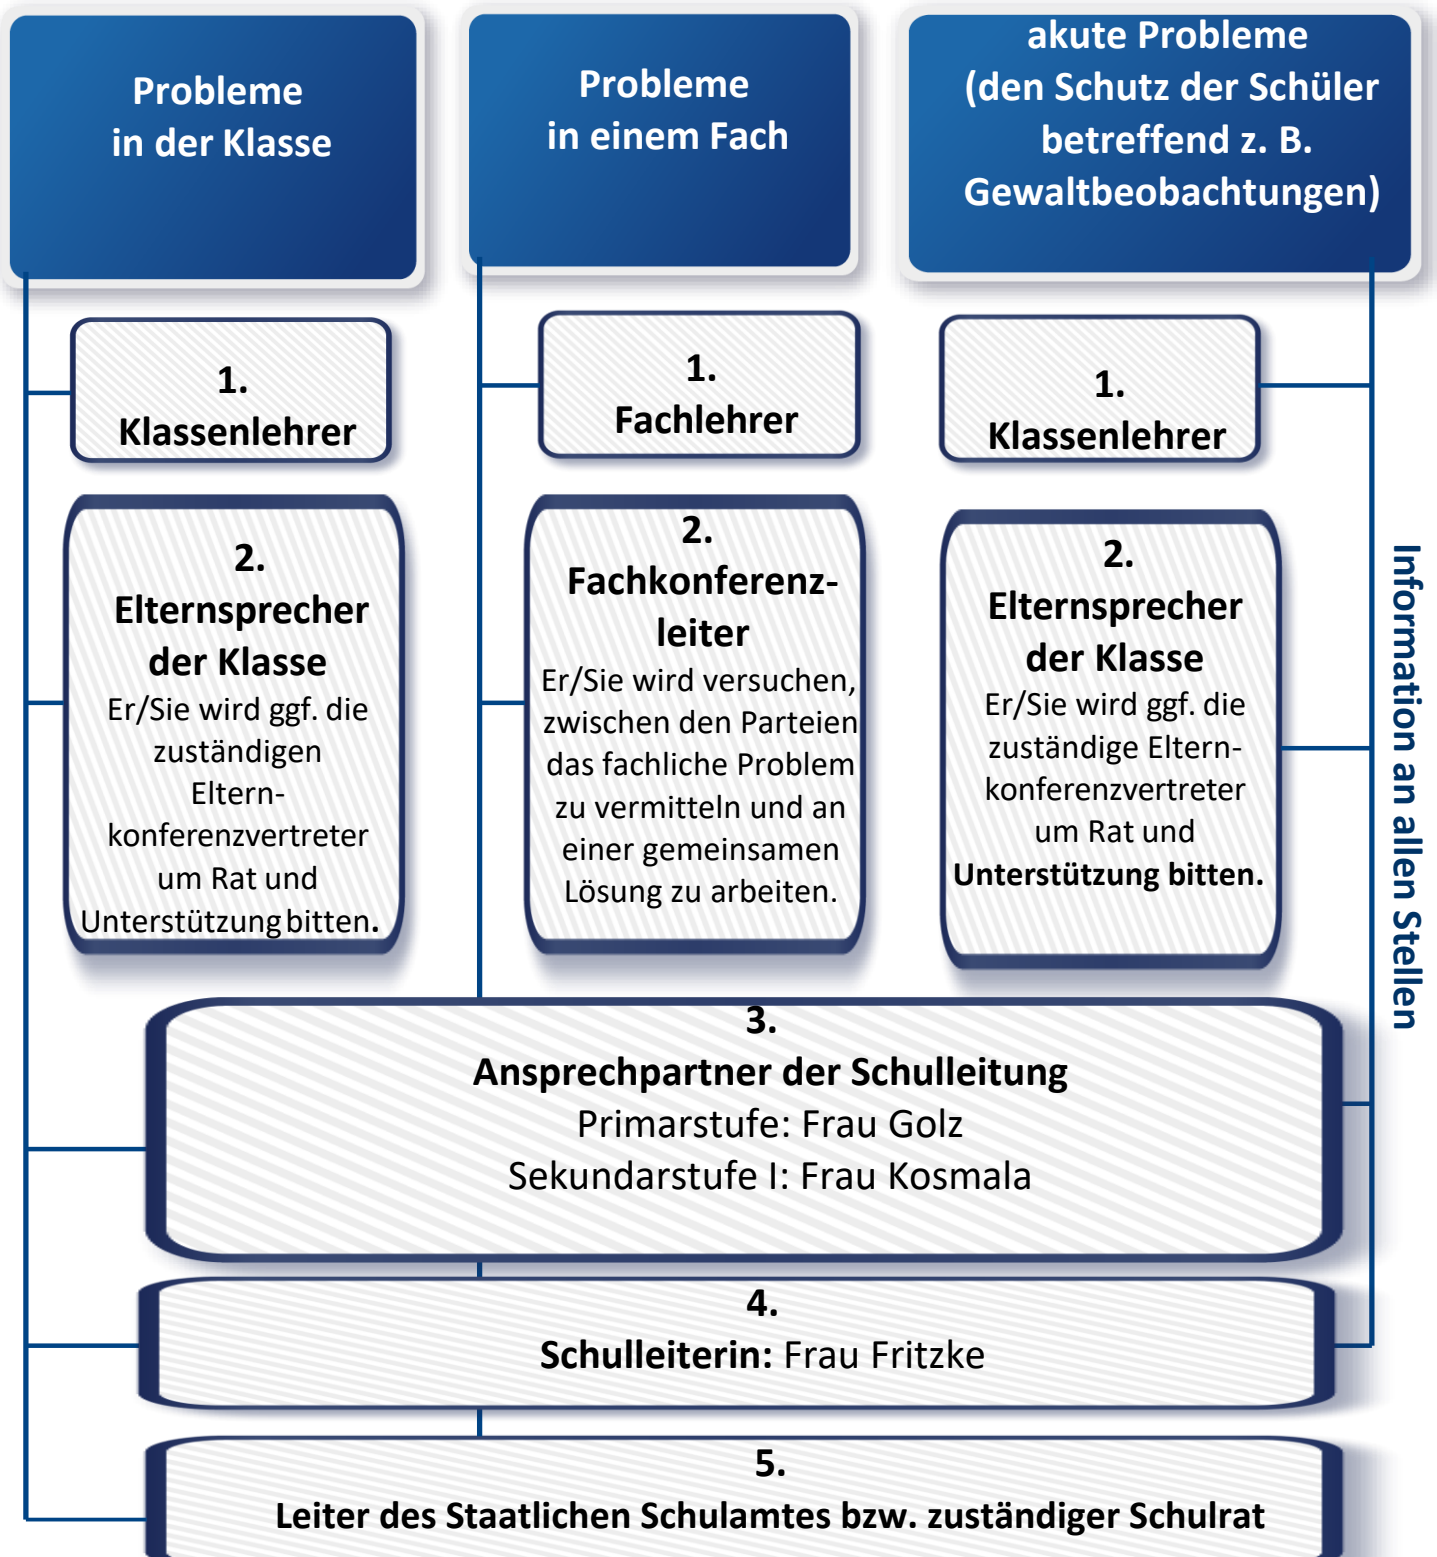 Probleme
in der Klasse
Probleme
in einem Fach
akute Probleme
(den Schutz der Schüler
betreffend z. B.
Gewaltbeobachtungen)
1.
Klassenlehrer
1.
Fachlehrer
1.
Klassenlehrer
2.
Elternsprecher
der Klasse
Er/Sie wird ggf. die
zuständigen
Eltern-
konferenzvertreter
um Rat und
Unterstützung bitten.
2.
Fachkonferenz-
leiter
Er/Sie wird versuchen,
zwischen den Parteien
das fachliche Problem
zu vermitteln und an
einer gemeinsamen
Lösung zu arbeiten.
2.
Elternsprecher
der Klasse
Er/Sie wird ggf. die
zuständige Eltern-
konferenzvertreter
um Rat und
Unterstützung bitten.
Information an allen Stellen
3.
Ansprechpartner der Schulleitung
Primarstufe: Frau Golz
Sekundarstufe I: Frau Kosmala
4.
Schulleiterin: Frau Fritzke
5.
Leiter des Staatlichen Schulamtes bzw. zuständiger Schulrat